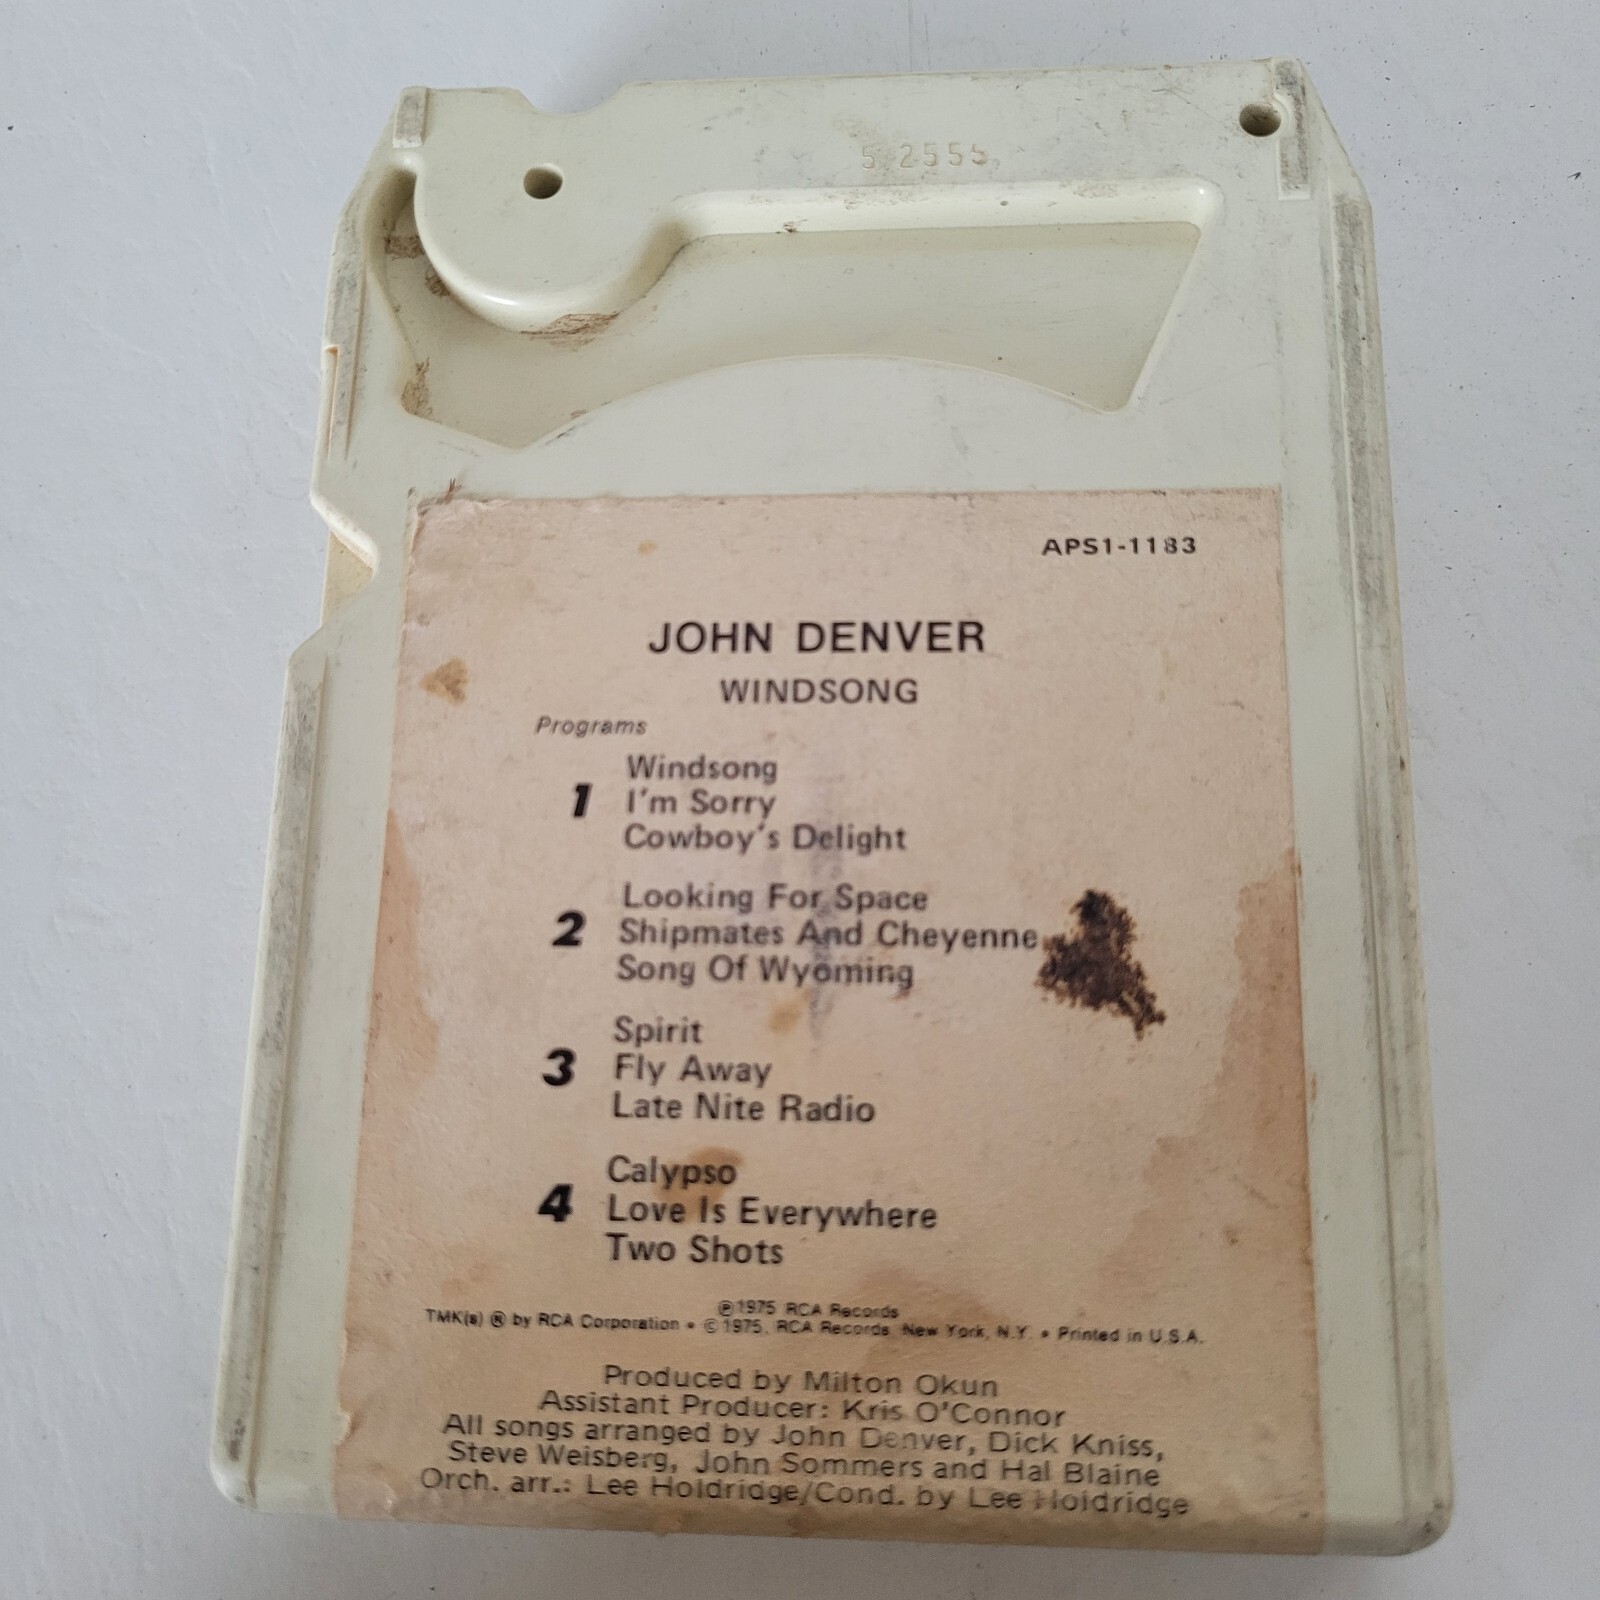 5 2555
APS1-1183
JOHN DENVER
WINDSONG
Programs
1
Windsong
I'm Sorry
Cowboy's Delight
2
Looking For Space
Shipmates And Cheyenne
Song Of Wyoming
3
Spirit
Fly Away
Late Nite Radio
4
Calypso
Love Is Everywhere
Two Shots
℗1975 RCA Records
TMK(s) ® by RCA Corporation • ©1975, RCA Records, New York, N.Y. • Printed in U.S.A.
Produced by Milton Okun
Assistant Producer: Kris O'Connor
All songs arranged by John Denver, Dick Kniss,
Steve Weisberg, John Sommers and Hal Blaine
Orch. arr.: Lee Holdridge/Cond. by Lee Holdridge